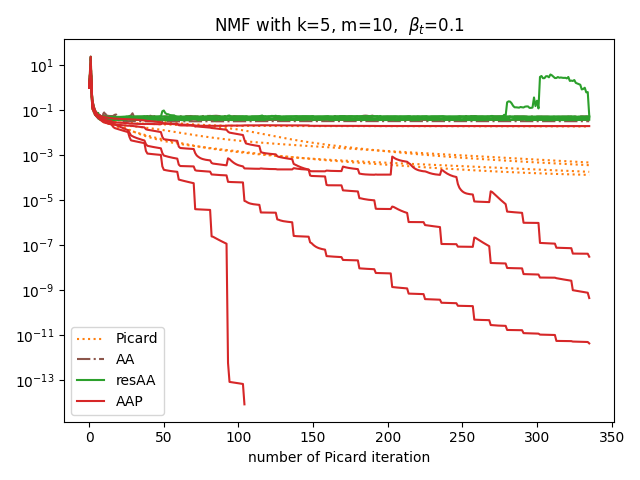 NMF with k=5, m=10, β_t=0.1
10^1
10^−1
10^−3
10^−5
10^−7
10^−9
10^−11
10^−13
Picard
AA
resAA
AAP
0 50 100 150 200 250 300 350
number of Picard iteration